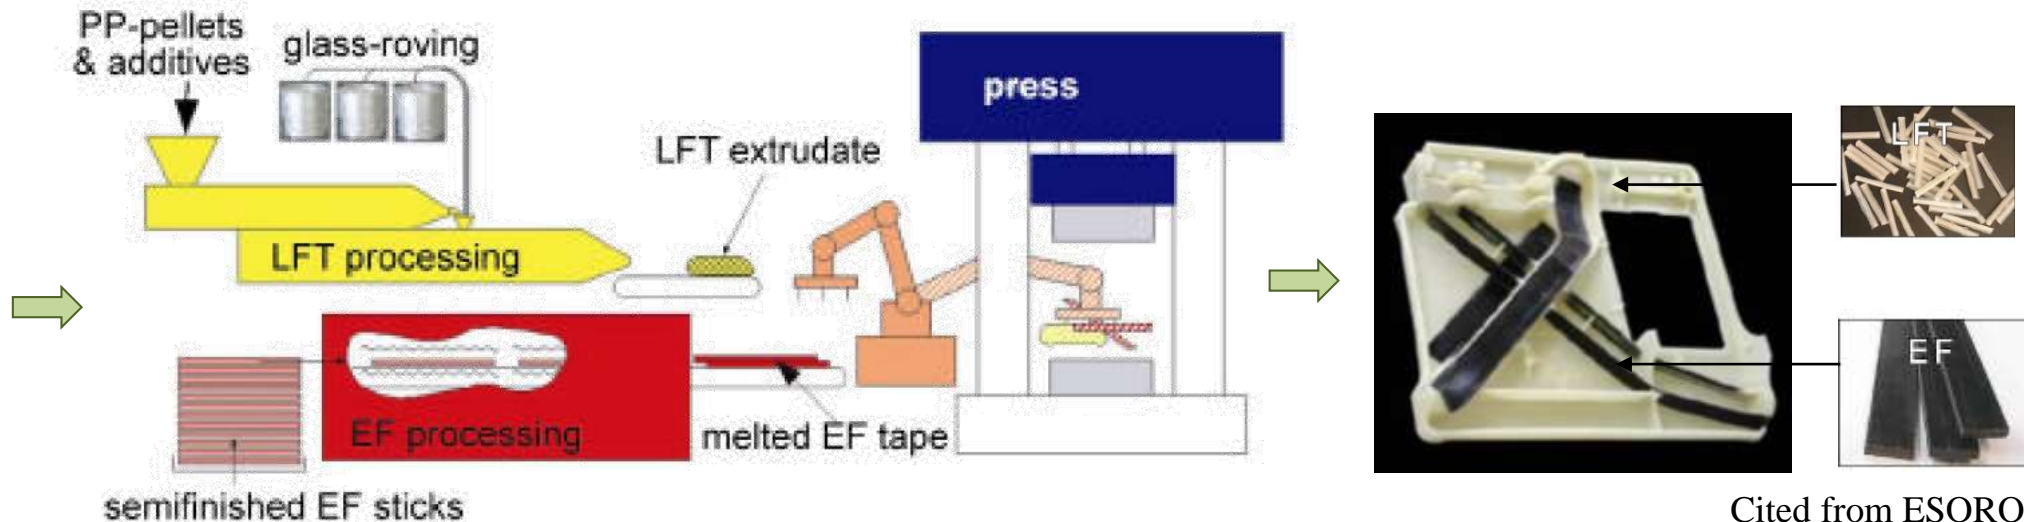 PP-pellets
& additives
glass-roving
LFT extrudate
press
LFT
LFT processing
EF
EF processing
melted EF tape
semifinished EF sticks
Cited from ESORO